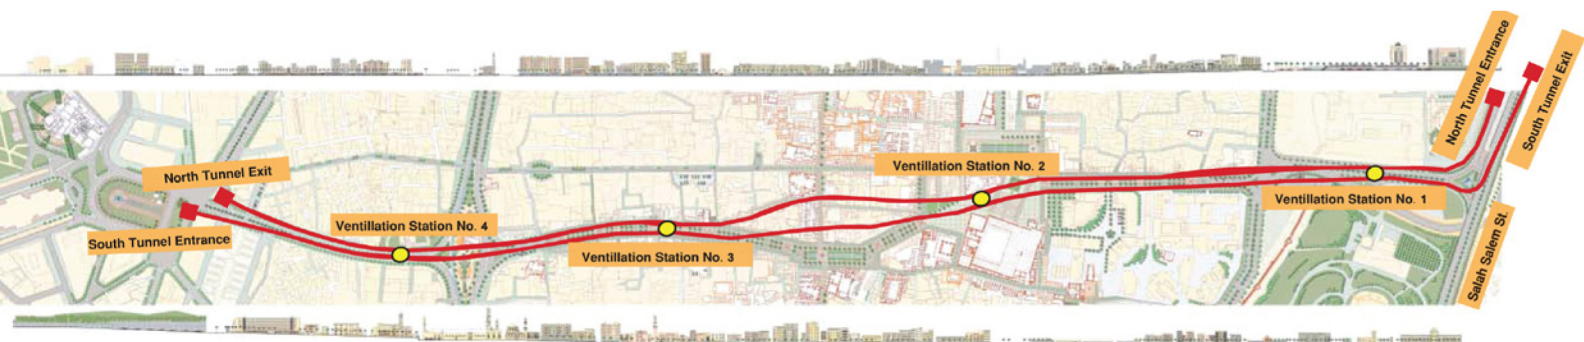 North Tunnel Exit
South Tunnel Entrance
Ventillation Station No. 4
Ventillation Station No. 3
Ventillation Station No. 2
Ventillation Station No. 1
North Tunnel Entrance
South Tunnel Exit
Salah Salem St.